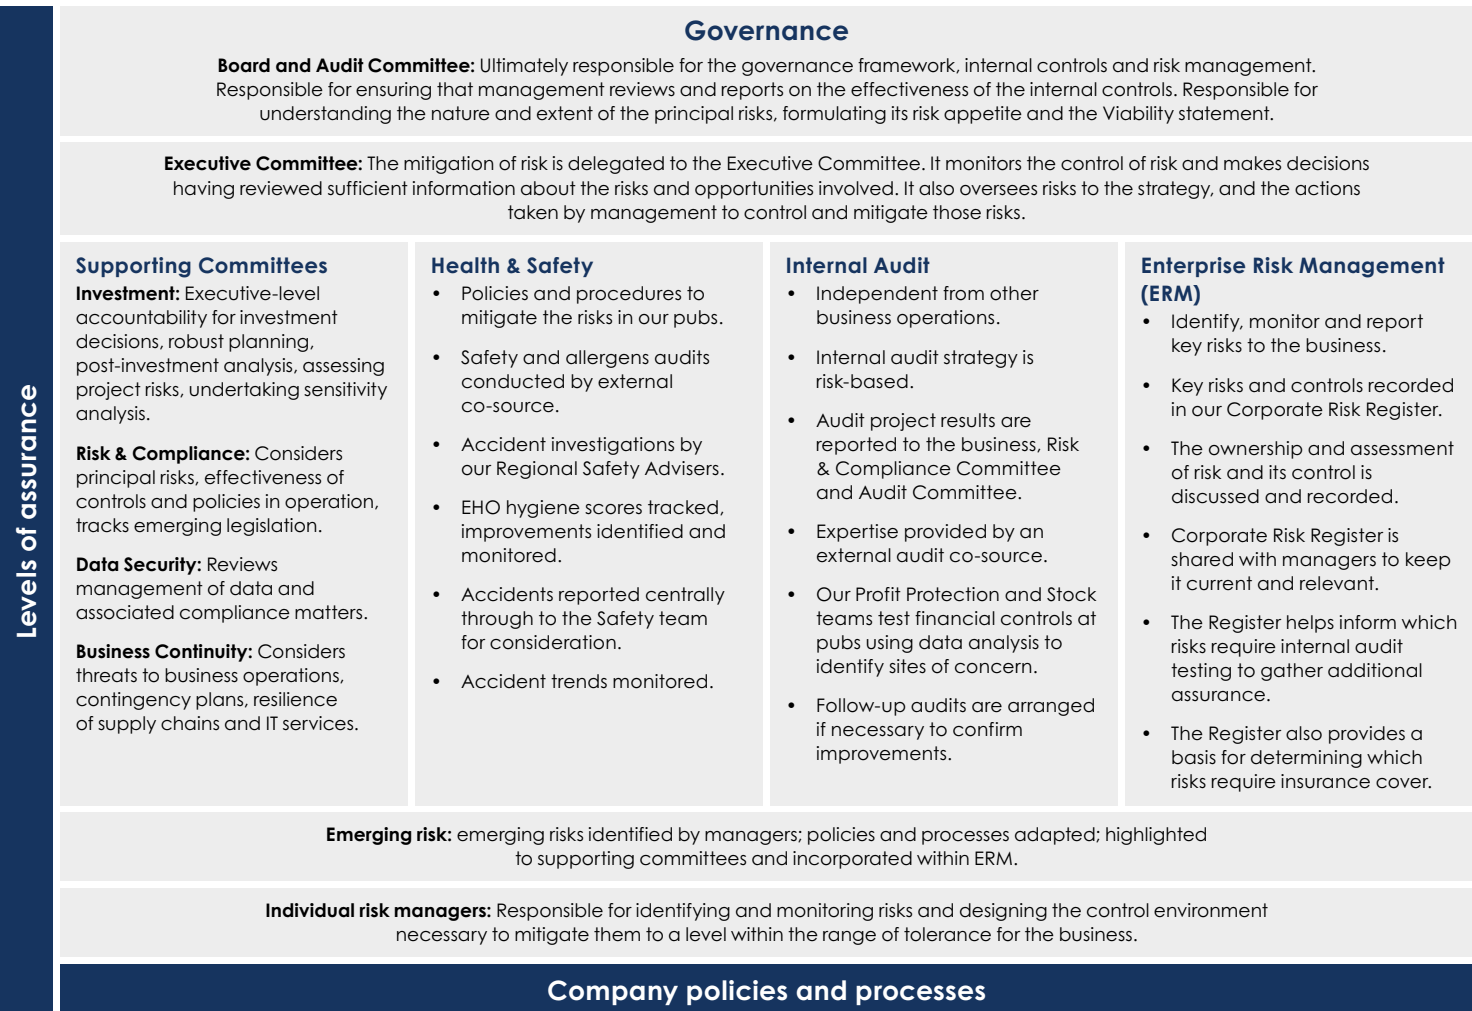 Levels of assurance
Governance
Board and Audit Committee: Ultimately responsible for the governance framework, internal controls and risk management.
Responsible for ensuring that management reviews and reports on the effectiveness of the internal controls. Responsible for
understanding the nature and extent of the principal risks, formulating its risk appetite and the Viability statement.
Executive Committee: The mitigation of risk is delegated to the Executive Committee. It monitors the control of risk and makes decisions
having reviewed sufficient information about the risks and opportunities involved. It also oversees risks to the strategy, and the actions
taken by management to control and mitigate those risks.
Supporting Committees
Investment: Executive-level
accountability for investment
decisions, robust planning,
post-investment analysis, assessing
project risks, undertaking sensitivity
analysis.
Risk & Compliance: Considers
principal risks, effectiveness of
controls and policies in operation,
tracks emerging legislation.
Data Security: Reviews
management of data and
associated compliance matters.
Business Continuity: Considers
threats to business operations,
contingency plans, resilience
of supply chains and IT services.
Health & Safety
• Policies and procedures to
mitigate the risks in our pubs.
• Safety and allergens audits
conducted by external
co-source.
• Accident investigations by
our Regional Safety Advisers.
• EHO hygiene scores tracked,
improvements identified and
monitored.
• Accidents reported centrally
through to the Safety team
for consideration.
• Accident trends monitored.
Internal Audit
• Independent from other
business operations.
• Internal audit strategy is
risk-based.
• Audit project results are
reported to the business, Risk
& Compliance Committee
and Audit Committee.
• Expertise provided by an
external audit co-source.
• Our Profit Protection and Stock
teams test financial controls at
pubs using data analysis to
identify sites of concern.
• Follow-up audits are arranged
if necessary to confirm
improvements.
Enterprise Risk Management
(ERM)
• Identify, monitor and report
key risks to the business.
• Key risks and controls recorded
in our Corporate Risk Register.
• The ownership and assessment
of risk and its control is
discussed and recorded.
• Corporate Risk Register is
shared with managers to keep
it current and relevant.
• The Register helps inform which
risks require internal audit
testing to gather additional
assurance.
• The Register also provides a
basis for determining which
risks require insurance cover.
Emerging risk: emerging risks identified by managers; policies and processes adapted; highlighted
to supporting committees and incorporated within ERM.
Individual risk managers: Responsible for identifying and monitoring risks and designing the control environment
necessary to mitigate them to a level within the range of tolerance for the business.
Company policies and processes